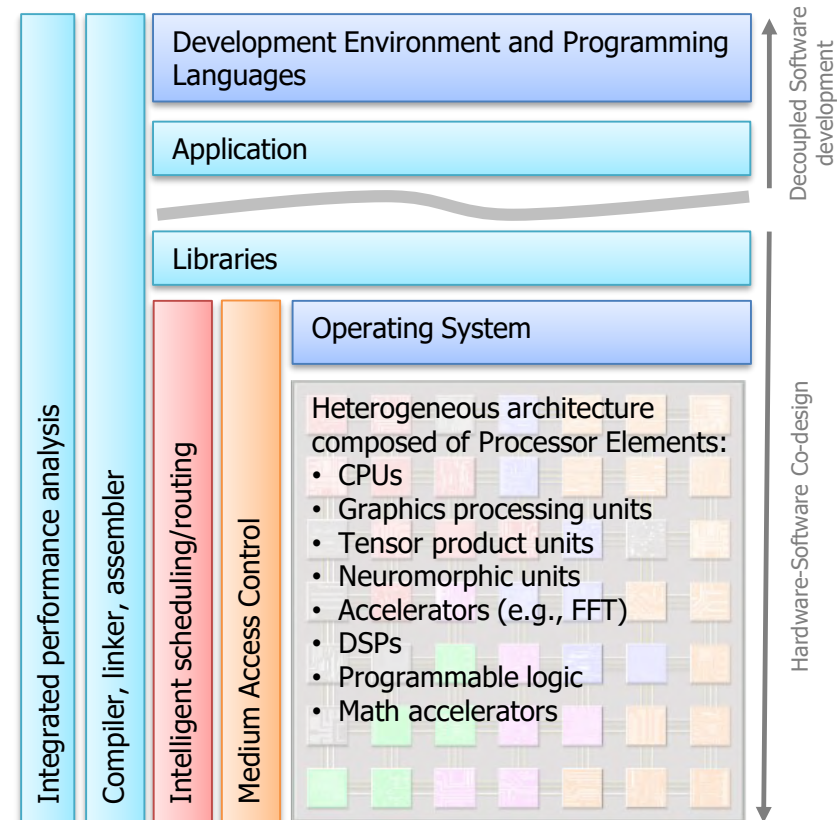 Development Environment and Programming
Languages
Application
Libraries
Operating System
Heterogeneous architecture
composed of Processor Elements:
• CPUs
• Graphics processing units
• Tensor product units
• Neuromorphic units
• Accelerators (e.g., FFT)
• DSPs
• Programmable logic
• Math accelerators
Integrated performance analysis
Compiler, linker, assembler
Intelligent scheduling/routing
Medium Access Control
Decoupled Software
development
Hardware-Software Co-design